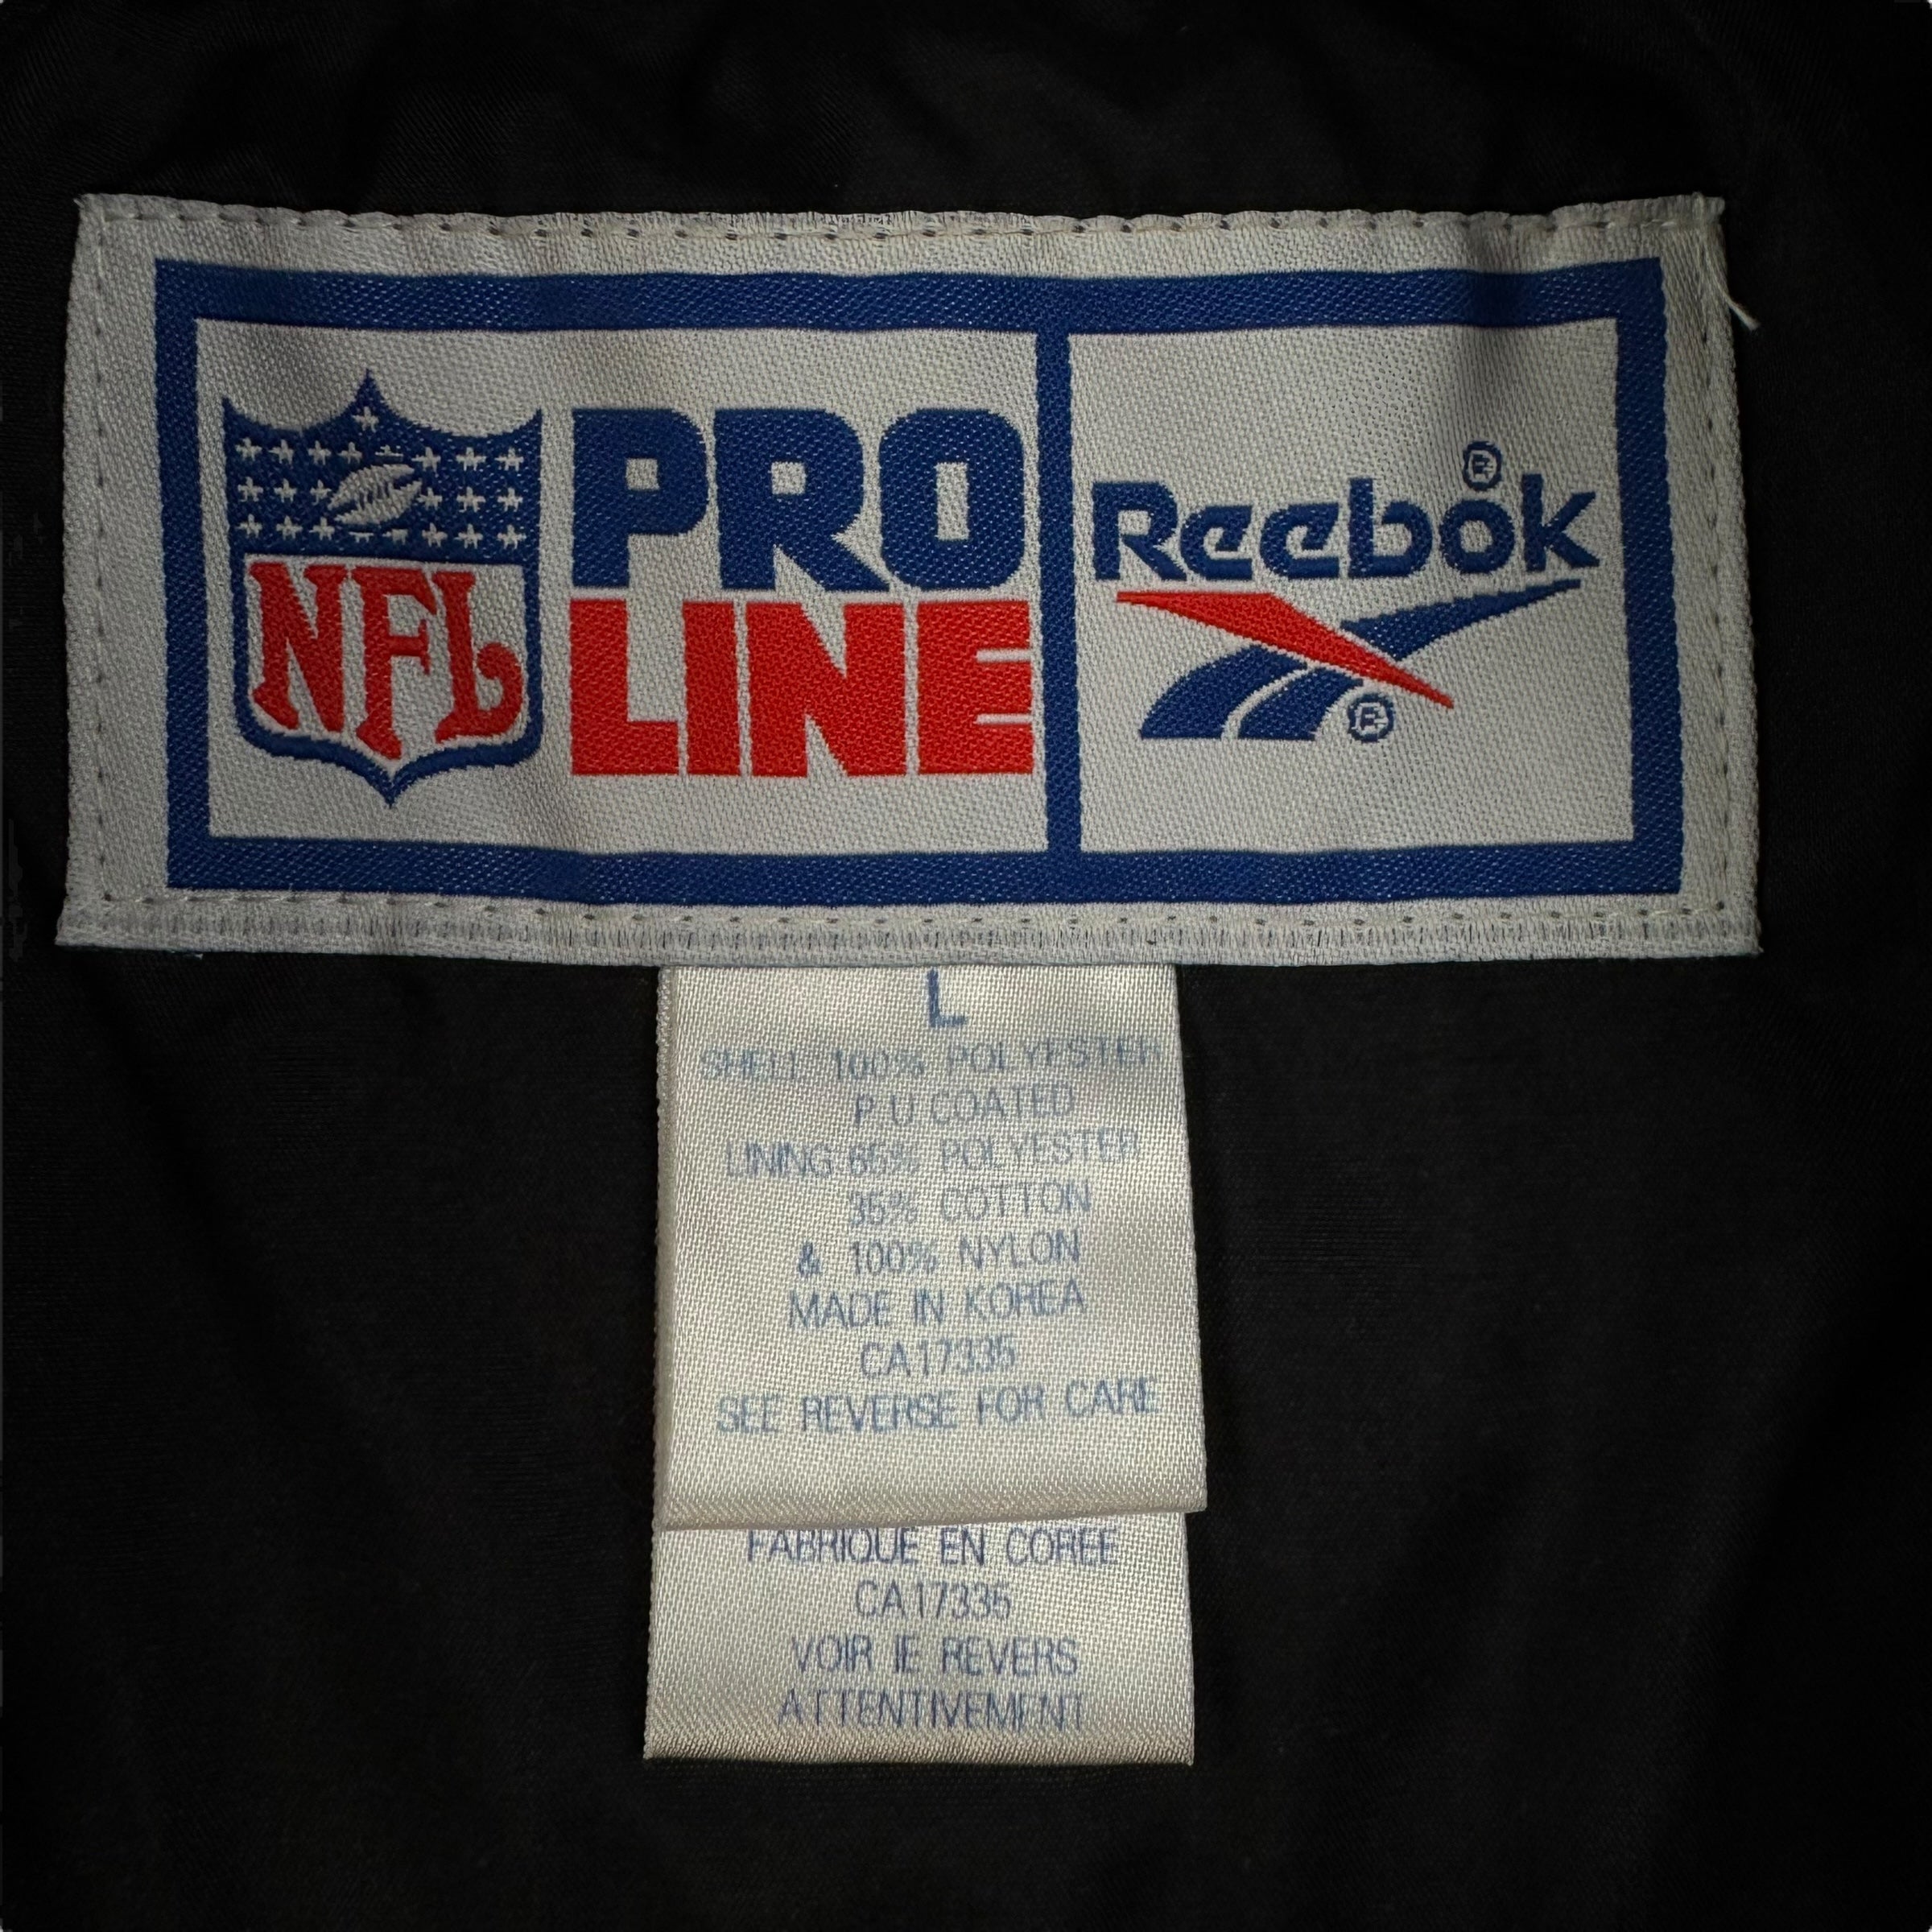 NFL
PRO
LINE
Reebok®
®
L
SHELL 100% POLYESTER
P.U COATED
LINING 65% POLYESTER
35% COTTON
& 100% NYLON
MADE IN KOREA
CA17335
SEE REVERSE FOR CARE
FABRIQUE EN COREE
CA17335
VOIR lE REVERS
ATTENTIVEMENT